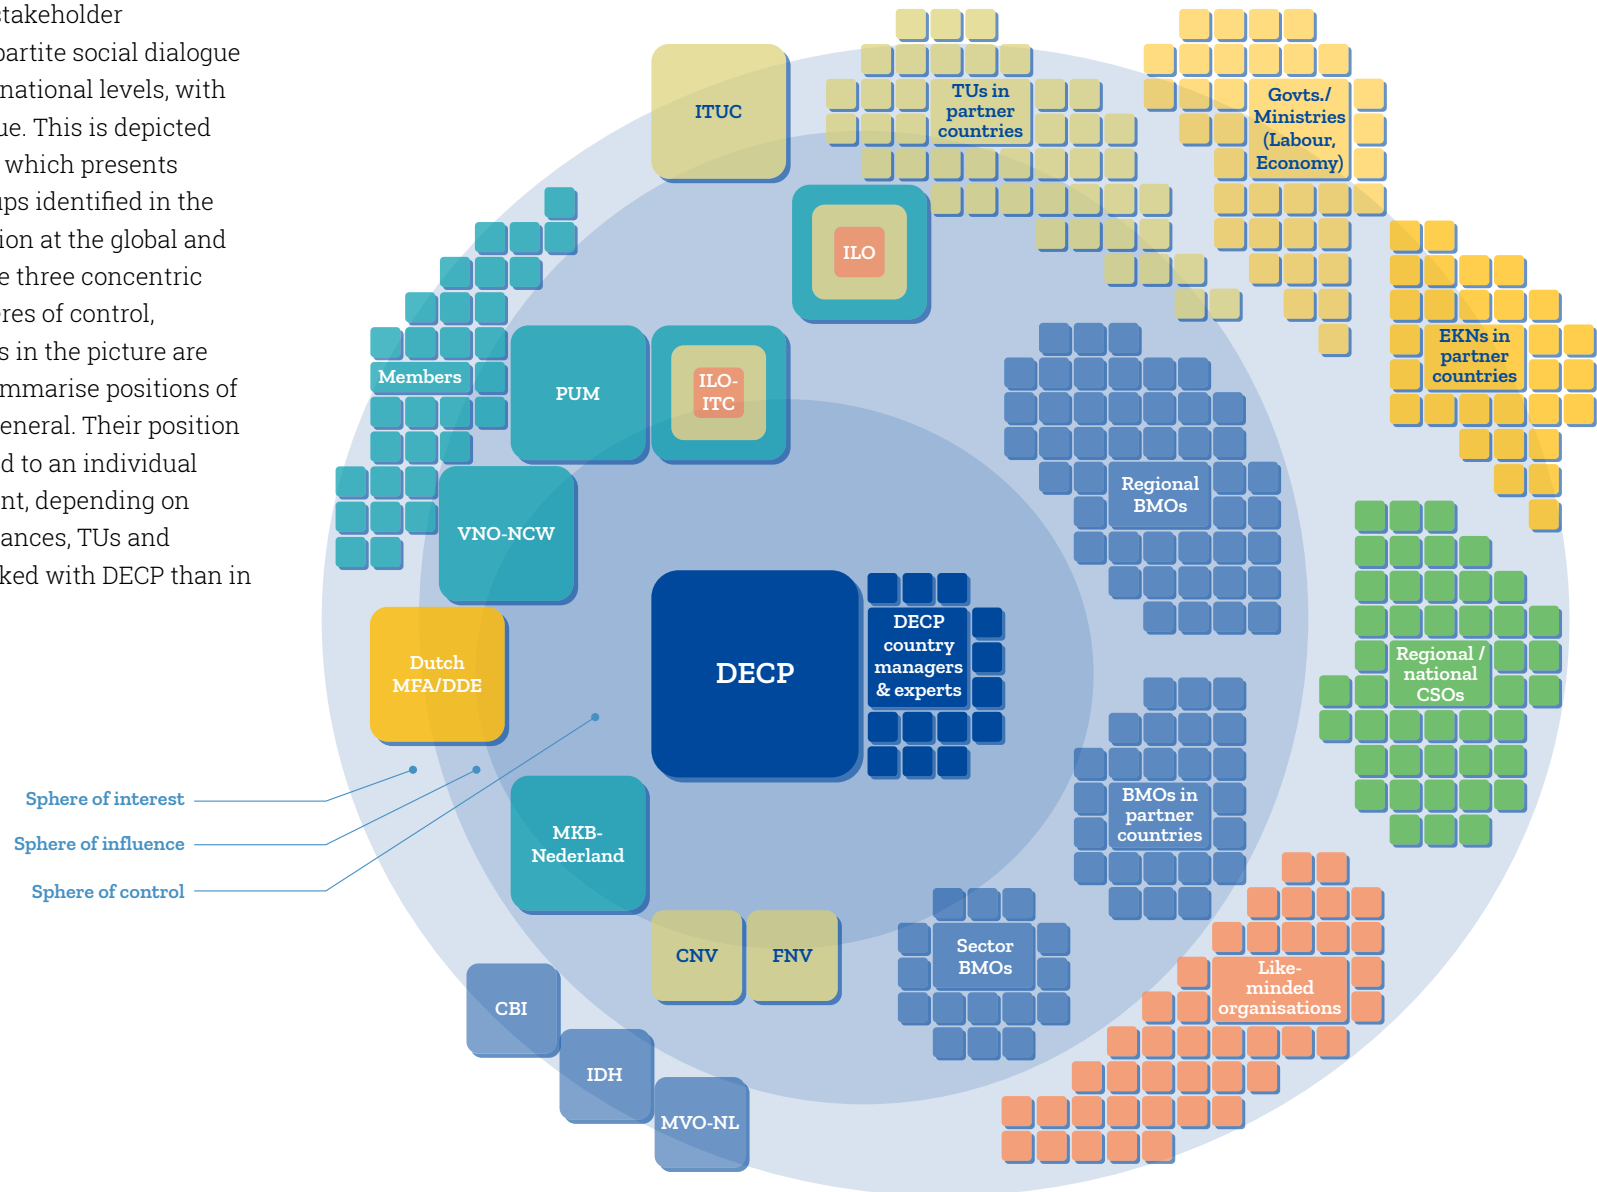 stakeholder
partite social dialogue
national levels, with
ue. This is depicted
which presents
ups identified in the
ion at the global and
e three concentric
eres of control,
s in the picture are
mmarise positions of
eneral. Their position
d to an individual
nt, depending on
ances, TUs and
ked with DECP than in
ITUC
TUs in
partner
countries
Govts./
Ministries
(Labour,
Economy)
ILO
EKNs in
partner
countries
Members
PUM
ILO-
ITC
Regional
BMOs
VNO-NCW
DECP
DECP
country
managers
& experts
Dutch
MFA/DDE
Regional /
national
CSOs
Sphere of interest
Sphere of influence
Sphere of control
MKB-
Nederland
BMOs in
partner
countries
CNV
FNV
Sector
BMOs
Like-
minded
organisations
CBI
IDH
MVO-NL